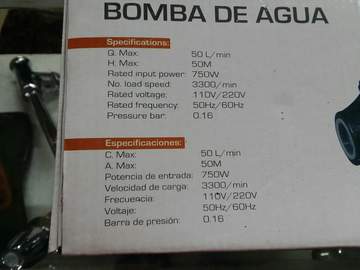 BOMBA DE AGUA
Specifications:
Q. Max: 50 L/min
H. Max: 50M
Rated input power: 750W
No. load speed: 3300/min
Rated voltage: 110V/220V
Rated frequency: 50Hz/60Hz
Pressure bar: 0.16
Especificaciones:
C. Max: 50 L/min
A. Max: 50M
Potencia de entrada: 750W
Velocidad de carga: 3300/min
Frecuencia: 110V/220V
Voltaje: 50Hz/60Hz
Barra de presión: 0.16